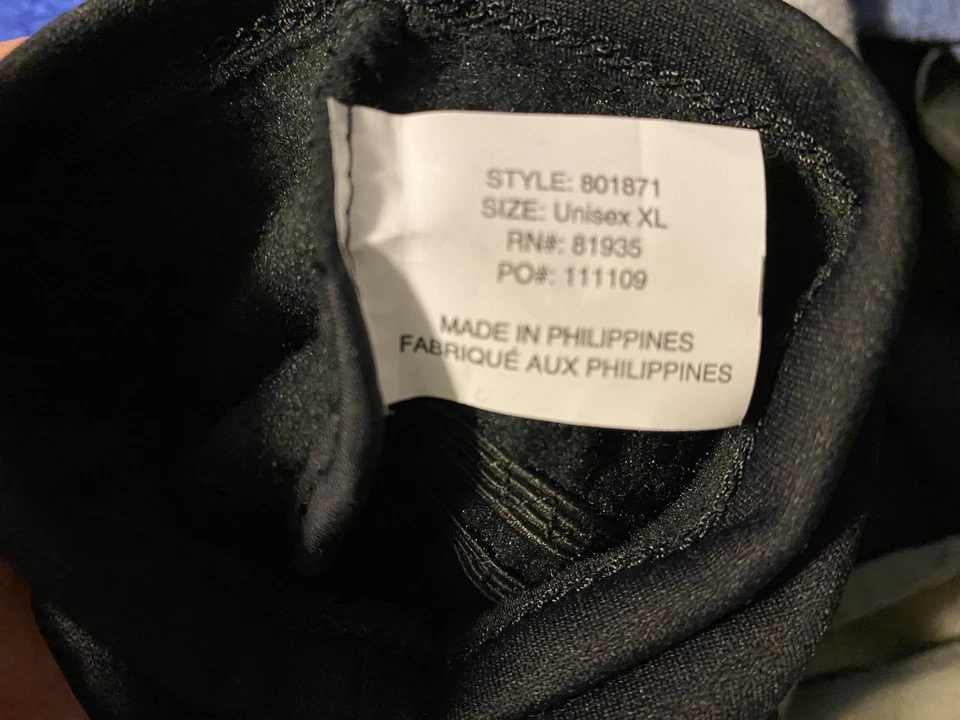 STYLE: 801871
SIZE: Unisex XL
RN#: 81935
PO#: 111109
MADE IN PHILIPPINES
FABRIQUÉ AUX PHILIPPINES